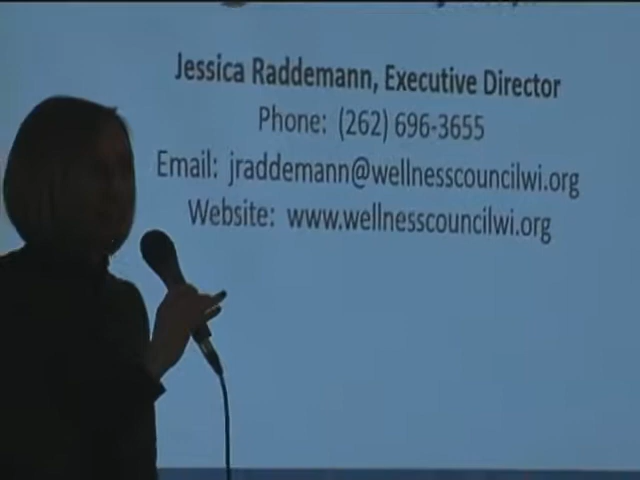 Jessica Raddemann, Executive Director
Phone: (262) 696-3655
Email: jraddemann@wellnesscouncilwi.org
Website: www.wellnesscouncilwi.org